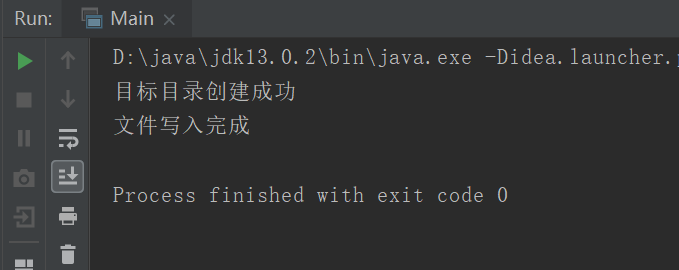 Run: Main ×
D:\java\jdk13.0.2\bin\java.exe -Didea.launcher.
目标目录创建成功
文件写入完成
Process finished with exit code 0